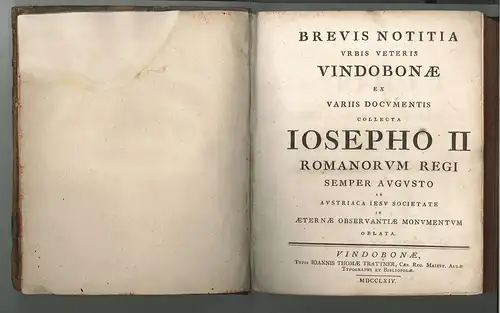 BREVIS NOTITIA
VRBIS VETERIS
VINDOBONÆ
EX
VARIIS DOCVMENTIS
COLLECTA
IOSEPHO II
ROMANORVM REGI
SEMPER AVGVSTO
AB
AVSTRIACA IESV SOCIETATE
IN
ÆTERNÆ OBSERVANTIÆ MONVMENTVM
OBLATA.
VINDOBONÆ,
Typis IOANNIS THOMÆ TRATTNER, Cæs. Reg. Maiest. Aulæ
Typographi et Bibliopolæ.
MDCCLXIV.